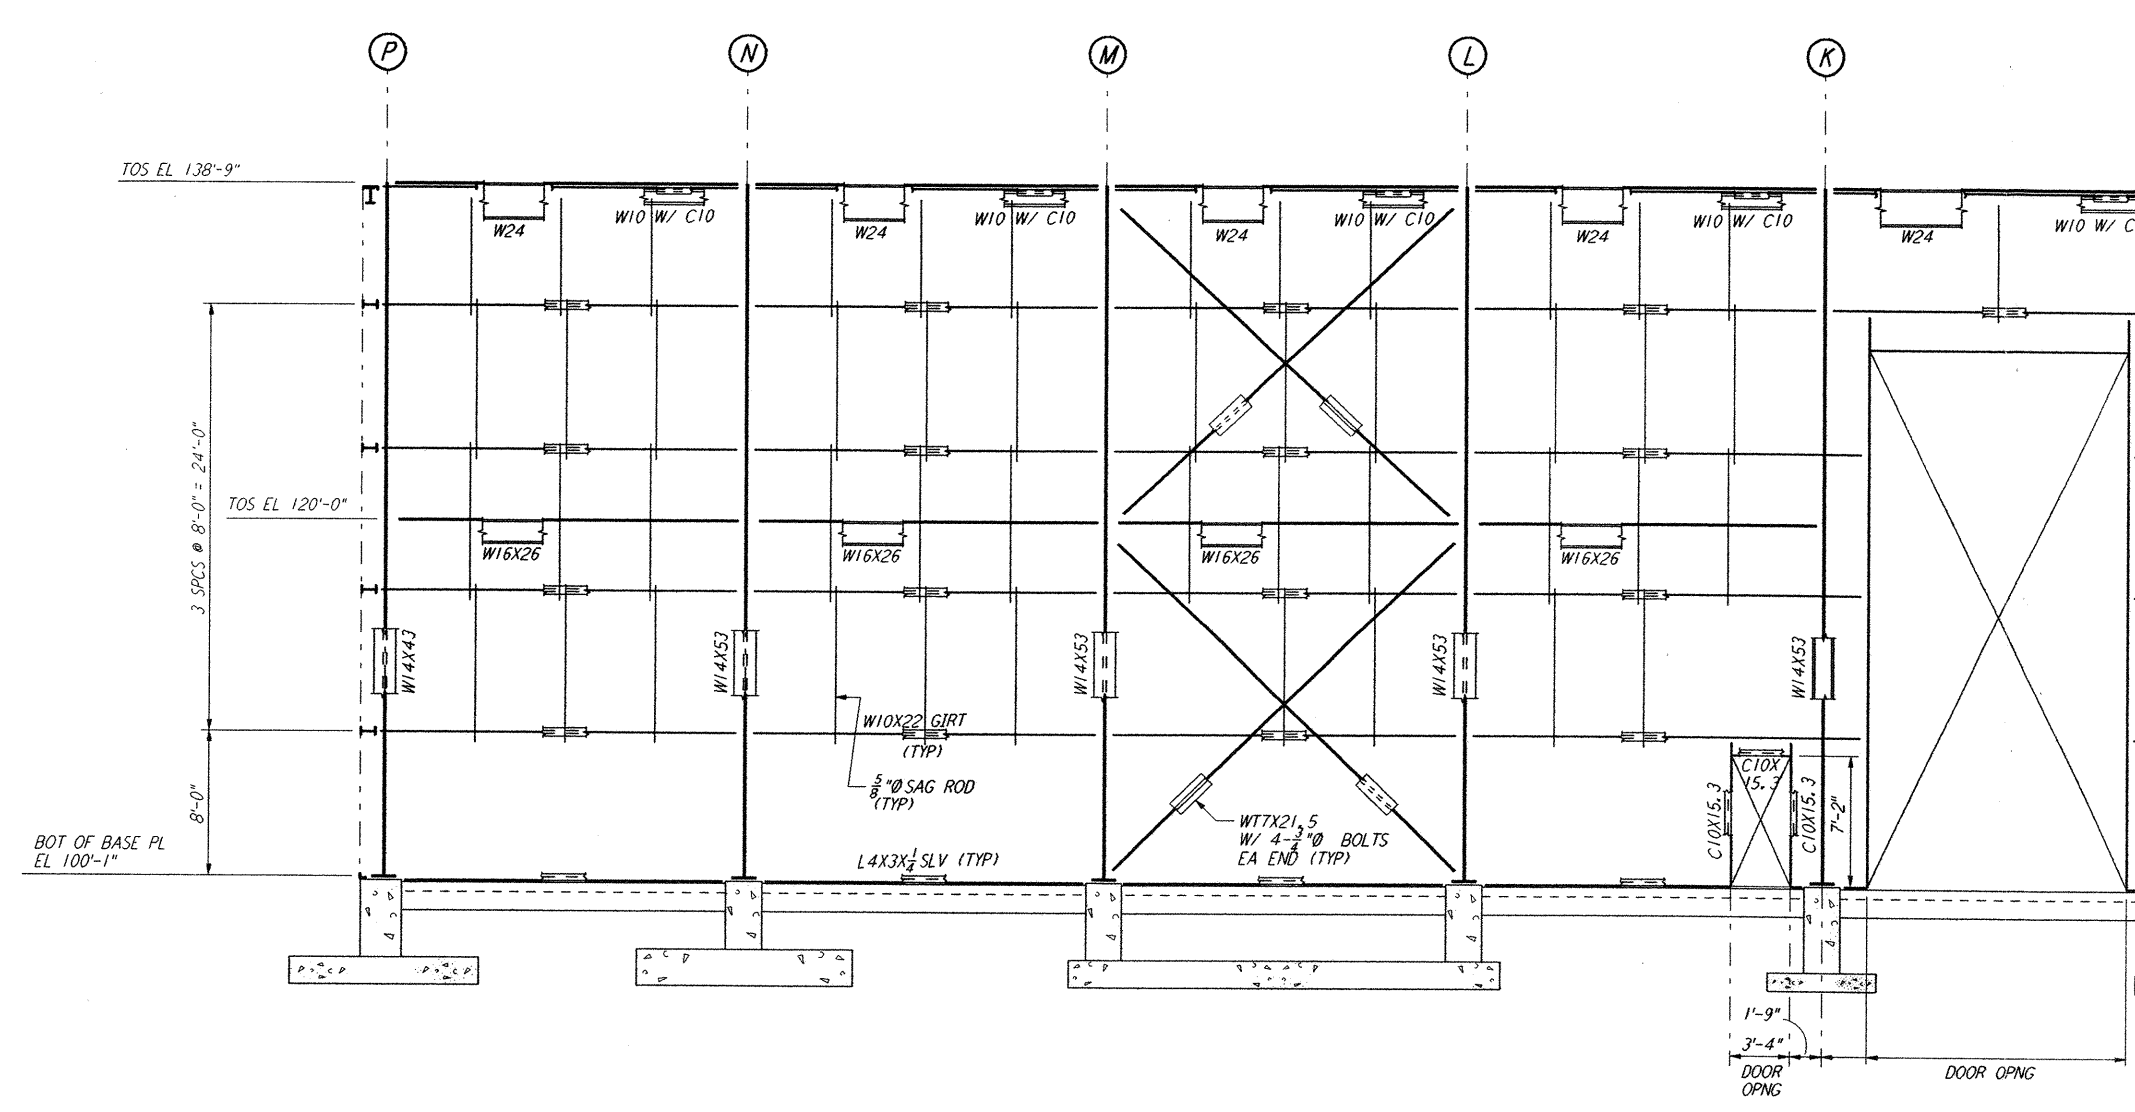 P N M L K
TOS EL 138'-9"
W24
W10 W/ C10
W24
W10 W/ C10
W24
W10 W/ C10
W24
W10 W/ C10
W24
W10 W/ C
3 SPCS @ 8'-0" = 24'-0"
TOS EL 120'-0"
W16X26
W16X26
W16X26
W16X26
W14X43
W14X53
W14X53
W14X53
W14X53
W10X22 GIRT
(TYP)
5/8"Ø SAG ROD
(TYP)
8'-0"
WT7X21.5
W/ 4-3/4"Ø BOLTS
EA END (TYP)
L4X3X1/4 SLV (TYP)
C10X15.3
C10X
15.3
C10X15.3
7'-2"
BOT OF BASE PL
EL 100'-1"
1'-9"
3'-4"
DOOR
OPNG
DOOR OPNG